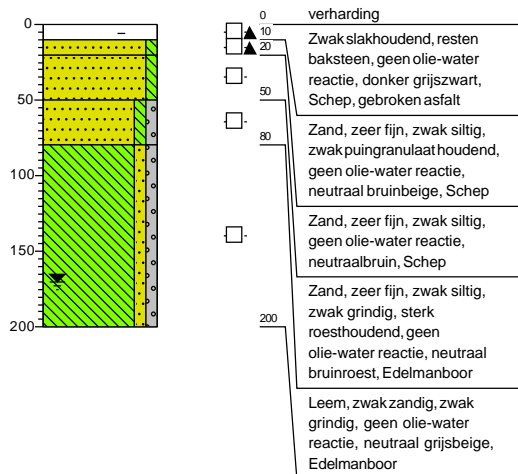 0
50
100
150
200
0
10
20
50
80
200
verharding
Zwak slakhoudend, resten
baksteen, geen olie-water
reactie, donker grijszwart,
Schep, gebroken asfalt
Zand, zeer fijn, zwak siltig,
zwak puingranulaathoudend,
geen olie-water reactie,
neutraal bruinbeige, Schep
Zand, zeer fijn, zwak siltig,
geen olie-water reactie,
neutraalbruin, Schep
Zand, zeer fijn, zwak siltig,
zwak grindig, sterk
roesthoudend, geen
olie-water reactie, neutraal
bruinroest, Edelmanboor
Leem, zwak zandig, zwak
grindig, geen olie-water
reactie, neutraal grijsbeige,
Edelmanboor